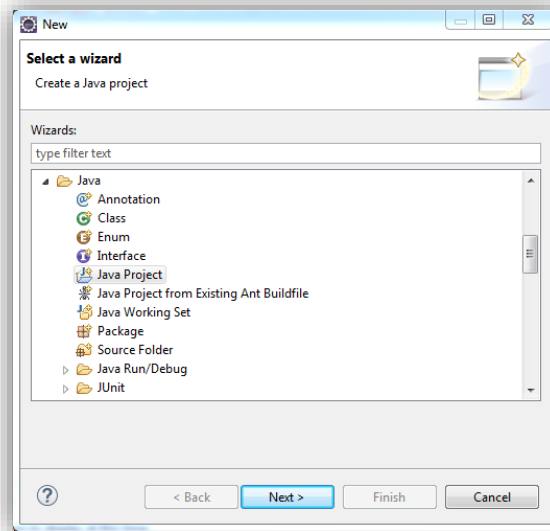 New
Select a wizard
Create a Java project
Wizards:
type filter text
Java
Annotation
Class
Enum
Interface
Java Project
Java Project from Existing Ant Buildfile
Java Working Set
Package
Source Folder
Java Run/Debug
JUnit
< Back Next > Finish Cancel